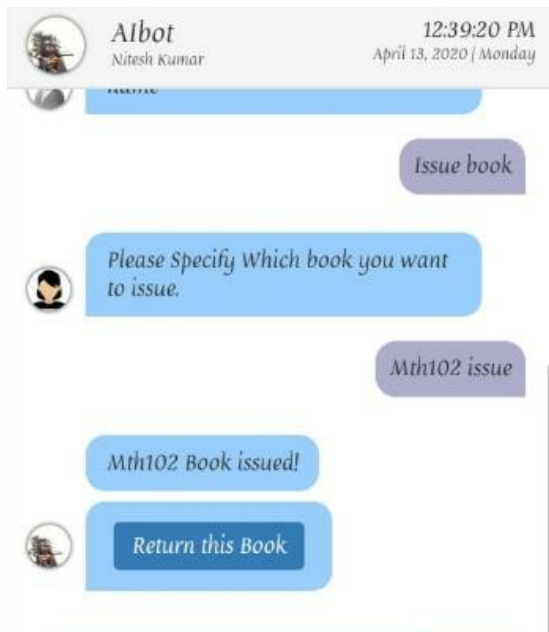 AIbot
12:39:20 PM
Nitesh Kumar
April 13, 2020 | Monday
Issue book
Please Specify Which book you want
to issue.
Mth102 issue
Mth102 Book issued!
Return this Book